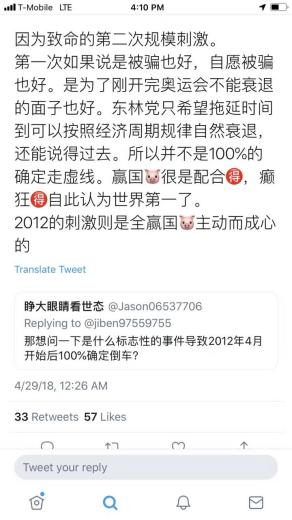 T-Mobile LTE 4:10 PM
因为致命的第二次规模刺激。
第一次如果说是被骗也好，自愿被骗
也好。是为了刚开完奥运会不能衰退
的面子也好。东林党只希望拖延时间
到可以按照经济周期规律自然衰退，
还能说得过去。所以并不是100%的
确定走虚线。赢国🐷很是配合🉐，癫
狂🉐自此认为世界第一了。
2012的刺激则是全赢国🐷主动而成心
的
Translate Tweet
睁大眼睛看世态 @Jason06537706
Replying to @jiben97559755
那想问一下是什么标志性的事件导致2012年4月
开始后100%确定倒车?
4/29/18, 12:26 AM
33 Retweets 57 Likes
Tweet your reply